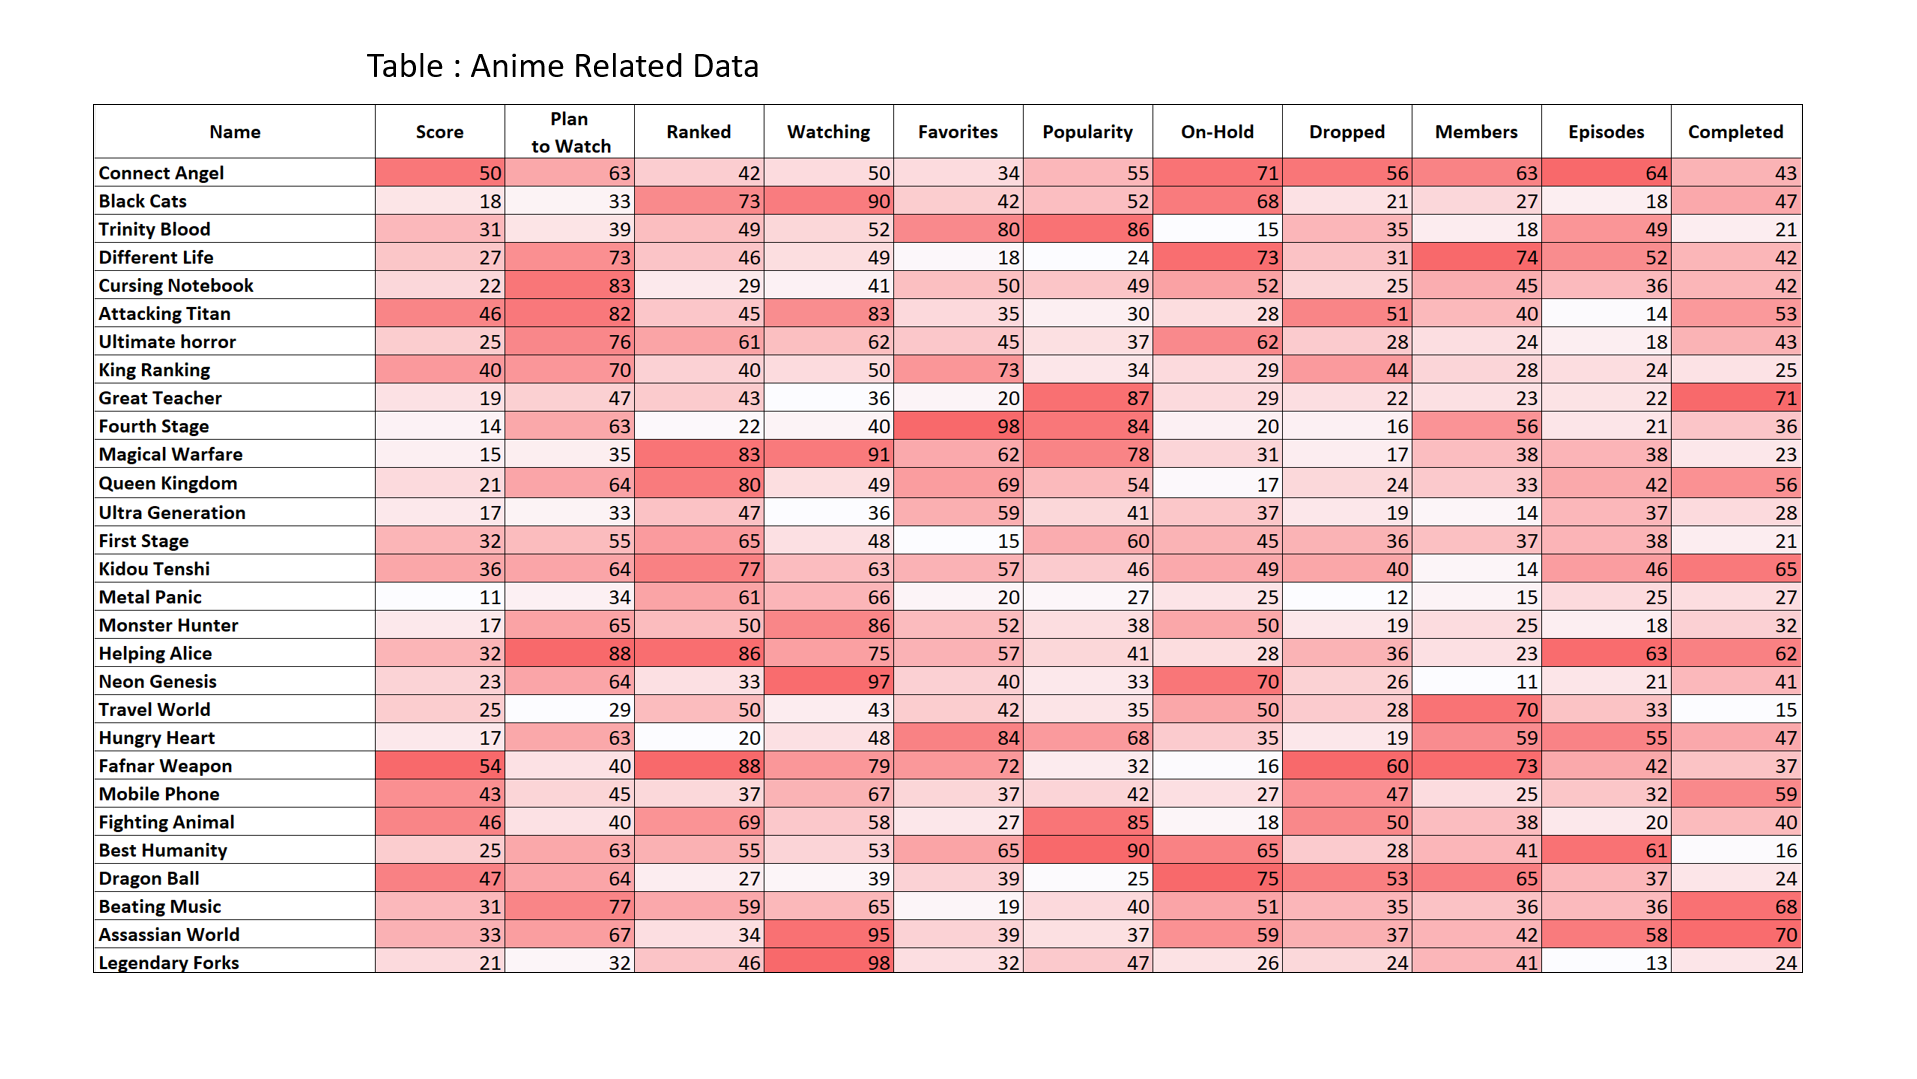 Table : Anime Related Data
Name Score Plan to Watch Ranked Watching Favorites Popularity On-Hold Dropped Members Episodes Completed
Connect Angel 50 63 42 50 34 55 71 56 63 64 43
Black Cats 18 33 73 90 42 52 68 21 27 18 47
Trinity Blood 31 39 49 52 80 86 15 35 18 49 21
Different Life 27 73 46 49 18 24 73 31 74 52 42
Cursing Notebook 22 83 29 41 50 49 52 25 45 36 42
Attacking Titan 46 82 45 83 35 30 28 51 40 14 53
Ultimate horror 25 76 61 62 45 37 62 28 24 18 43
King Ranking 40 70 40 50 73 34 29 44 28 24 25
Great Teacher 19 47 43 36 20 87 29 22 23 22 71
Fourth Stage 14 63 22 40 98 84 20 16 56 21 36
Magical Warfare 15 35 83 91 62 78 31 17 38 38 23
Queen Kingdom 21 64 80 49 69 54 17 24 33 42 56
Ultra Generation 17 33 47 36 59 41 37 19 14 37 28
First Stage 32 55 65 48 15 60 45 36 37 38 21
Kidou Tenshi 36 64 77 63 57 46 49 40 14 46 65
Metal Panic 11 34 61 66 20 27 25 12 15 25 27
Monster Hunter 17 65 50 86 52 38 50 19 25 18 32
Helping Alice 32 88 86 75 57 41 28 36 23 63 62
Neon Genesis 23 64 33 97 40 33 70 26 11 21 41
Travel World 25 29 50 43 42 35 50 28 70 33 15
Hungry Heart 17 63 20 48 84 68 35 19 59 55 47
Fafnar Weapon 54 40 88 79 72 32 16 60 73 42 37
Mobile Phone 43 45 37 67 37 42 27 47 25 32 59
Fighting Animal 46 40 69 58 27 85 18 50 38 20 40
Best Humanity 25 63 55 53 65 90 65 28 41 61 16
Dragon Ball 47 64 27 39 39 25 75 53 65 37 24
Beating Music 31 77 59 65 19 40 51 35 36 36 68
Assassian World 33 67 34 95 39 37 59 37 42 58 70
Legendary Forks 21 32 46 98 32 47 26 24 41 13 24